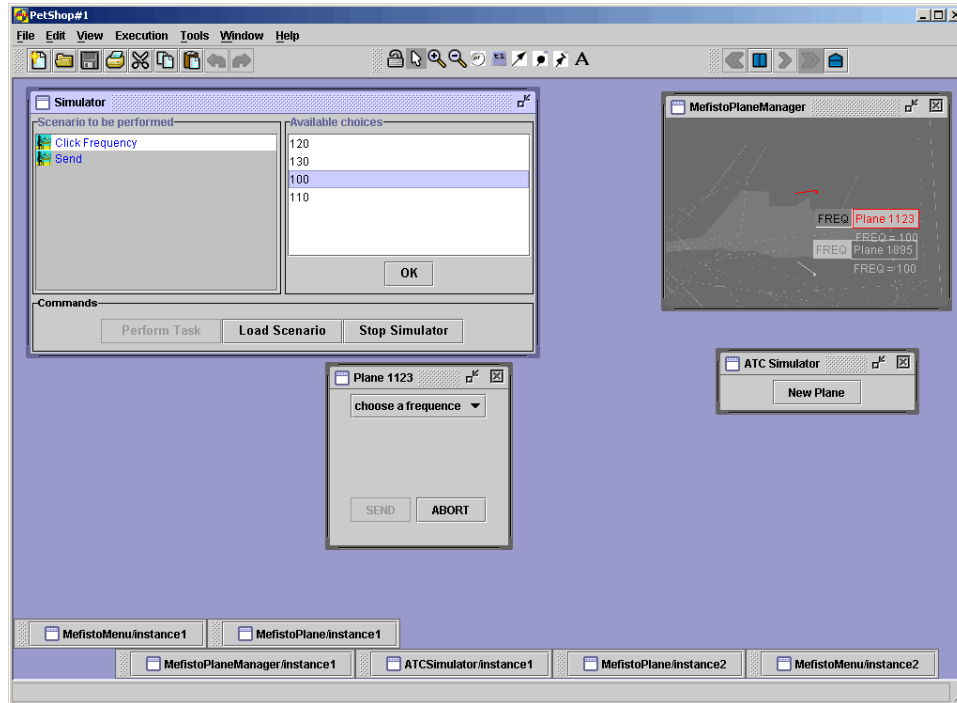 PetShop#1
File Edit View Execution Tools Window Help
A
Simulator
Scenario to be performed
Click Frequency
Send
Available choices
120
130
100
110
OK
Commands
Perform Task Load Scenario Stop Simulator
MefistoPlaneManager
FREQ Plane 1123
FREQ = 100
FREQ Plane 1895
FREQ = 100
Plane 1123
choose a frequence
SEND ABORT
ATC Simulator
New Plane
MefistoMenu/instance1 MefistoPlane/instance1
MefistoPlaneManager/instance1 ATCSimulator/instance1 MefistoPlane/instance2 MefistoMenu/instance2